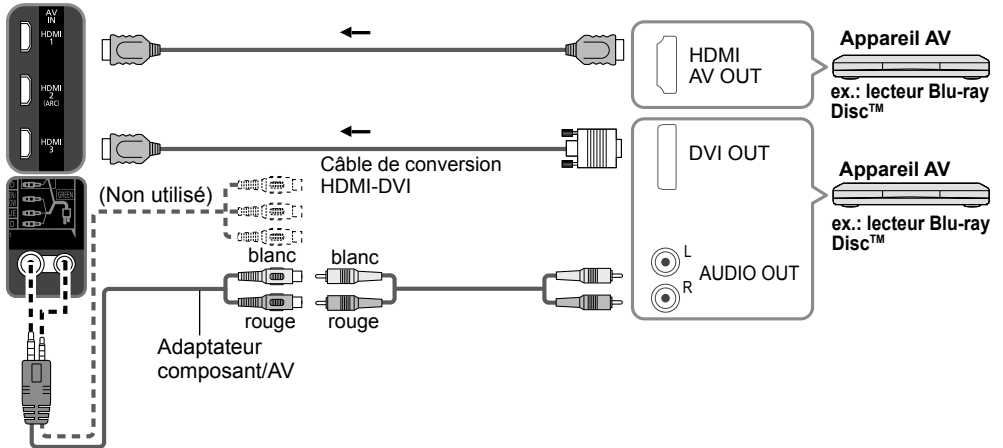 AV
IN
HDMI
1
HDMI
2
(ARC)
HDMI
3
HDMI
AV OUT
Appareil AV
ex.: lecteur Blu-ray
Disc™
Câble de conversion
HDMI-DVI
DVI OUT
Appareil AV
ex.: lecteur Blu-ray
Disc™
L
AUDIO OUT
R
GREEN
(Non utilisé)
blanc
blanc
rouge
rouge
Adaptateur
composant/AV